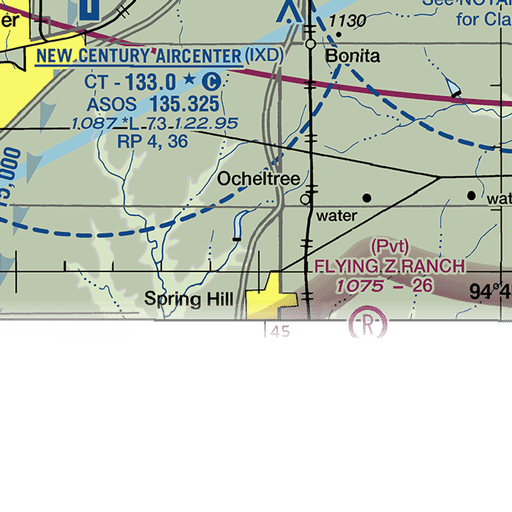 See NOTAM
for Cla
1130
er
NEW CENTURY AIRCENTER (IXD)
Bonita
CT - 133.0 ★ C
ASOS 135.325
1087 *L 73 122.95
RP 4, 36
5,000
Ocheltree
water
wat
(Pvt)
FLYING Z RANCH
1075 - 26
94°4
Spring Hill
45
R